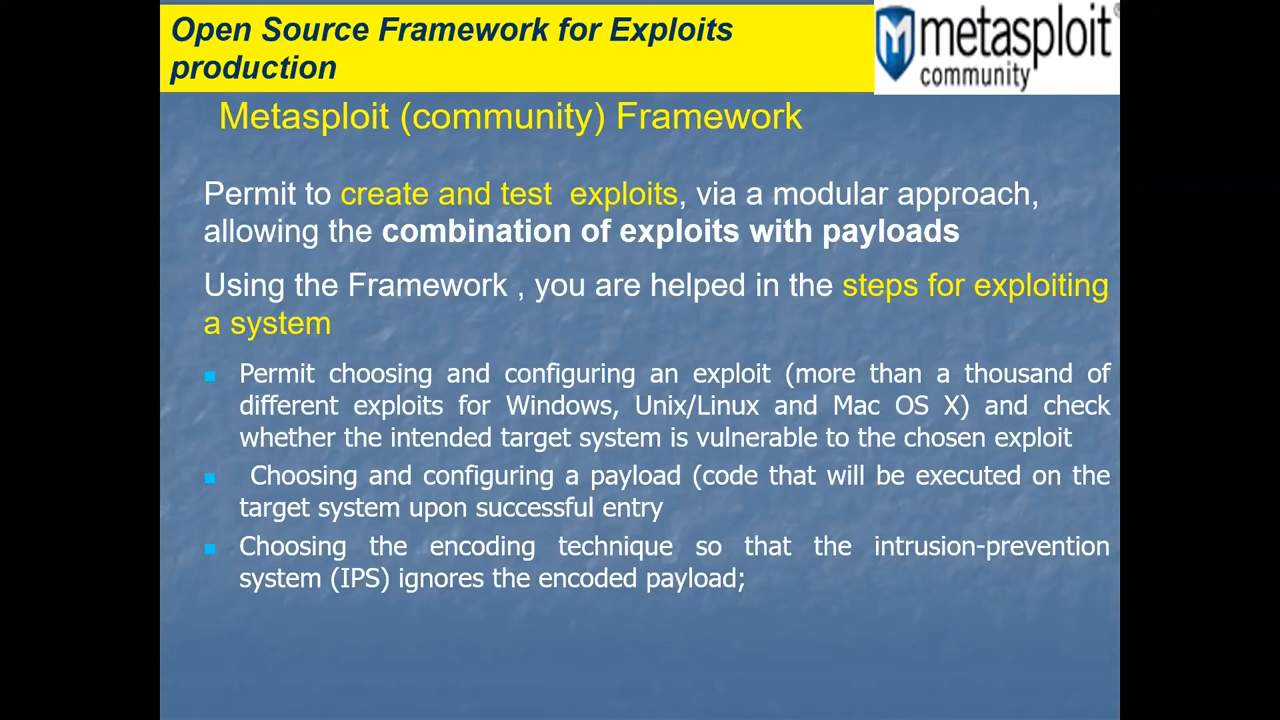 Open Source Framework for Exploits
production
metasploit
community
Metasploit (community) Framework
Permit to create and test  exploits, via a modular approach,
allowing the combination of exploits with payloads
Using the Framework , you are helped in the steps for exploiting
a system
Permit choosing and configuring an exploit (more than a thousand of
different exploits for Windows, Unix/Linux and Mac OS X) and check
whether the intended target system is vulnerable to the chosen exploit
Choosing and configuring a payload (code that will be executed on the
target system upon successful entry
Choosing the encoding technique so that the intrusion-prevention
system (IPS) ignores the encoded payload;